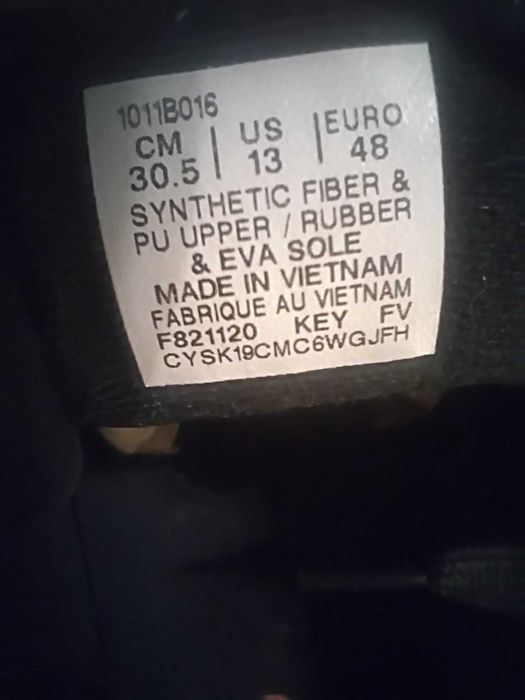 1011B016
CM | US | EURO
30.5 | 13 | 48
SYNTHETIC FIBER &
PU UPPER / RUBBER
& EVA SOLE
MADE IN VIETNAM
FABRIQUE AU VIETNAM
F821120 KEY FV
CYSK19CMC6WGJFH